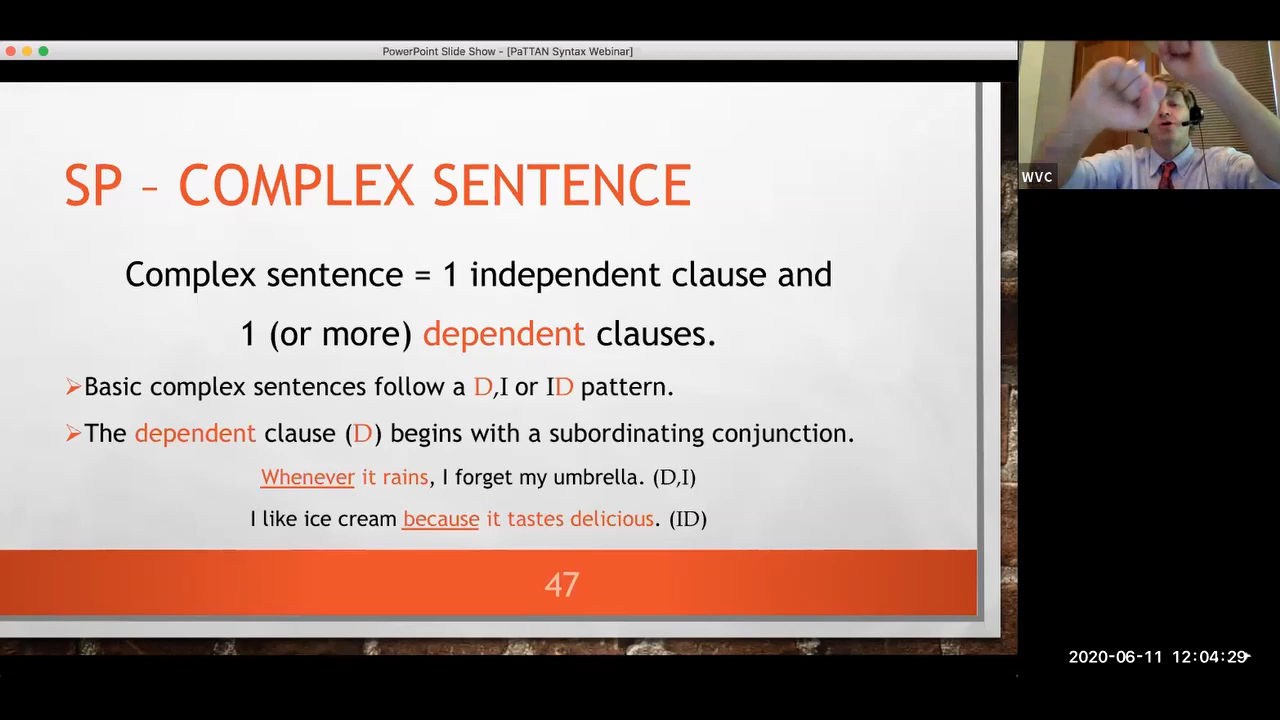 PowerPoint Slide Show - [PaTTAN Syntax Webinar]
WVC
SP – COMPLEX SENTENCE
Complex sentence = 1 independent clause and
1 (or more) dependent clauses.
Basic complex sentences follow a D,I or ID pattern.
The dependent clause (D) begins with a subordinating conjunction.
Whenever it rains, I forget my umbrella. (D,I)
I like ice cream because it tastes delicious. (ID)
47
2020-06-11 12:04:29